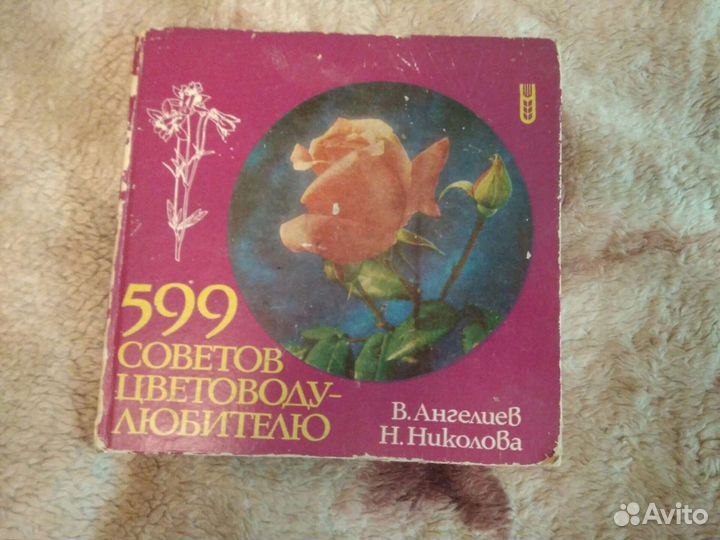 599
СОВЕТОВ
ЦВЕТОВОДУ-
ЛЮБИТЕЛЮ
В. АНГЕЛИЕВ
Н. НИКОЛОВА
Avito